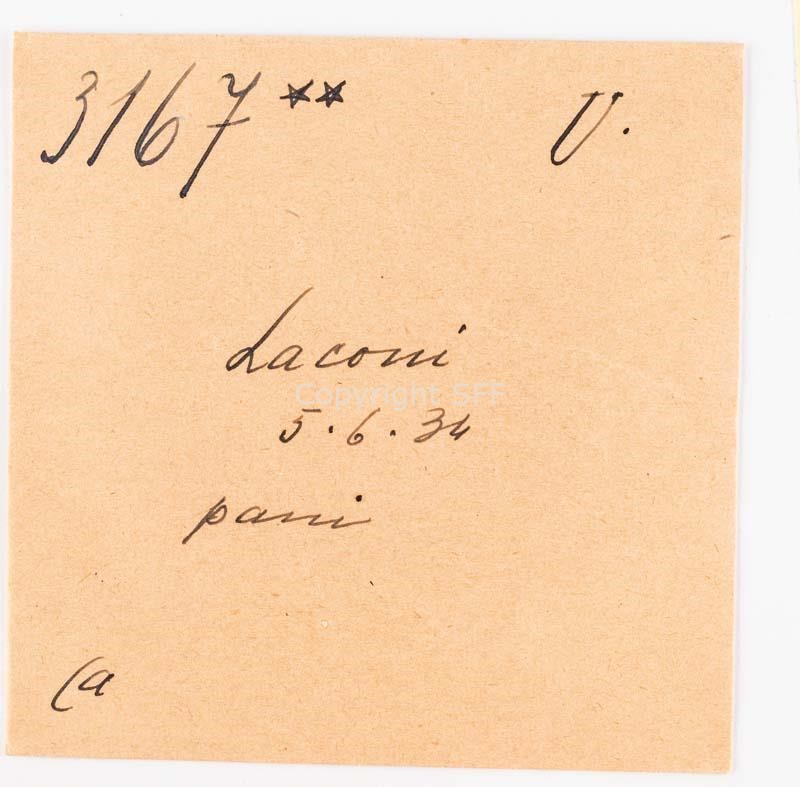 3167** U.
Laconi
Copyright SFF
5.6.34
pani
Ca